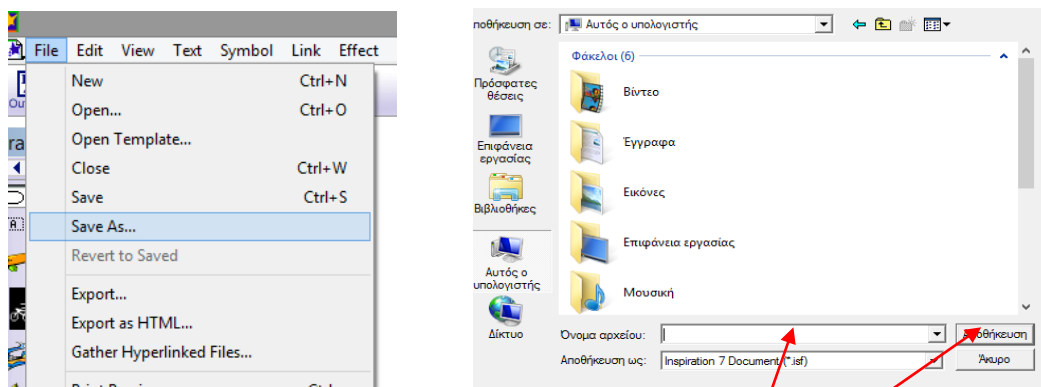 File Edit View Text Symbol Link Effect
New Ctrl+N
Open... Ctrl+O
Open Template...
Close Ctrl+W
Save Ctrl+S
Save As...
Revert to Saved
Export...
Export as HTML...
Gather Hyperlinked Files...
ποθήκευση σε: Αυτός ο υπολογιστής
Πρόσφατες
θέσεις
Επιφάνεια
εργασίας
Βιβλιοθήκες
Αυτός ο
υπολογιστής
Δίκτυο
Φάκελοι (6)
Βίντεο
Έγγραφα
Εικόνες
Επιφάνεια εργασίας
Μουσική
Όνομα αρχείου: Αποθήκευση
Αποθήκευση ως: Inspiration 7 Document (*.isf) Άκυρο